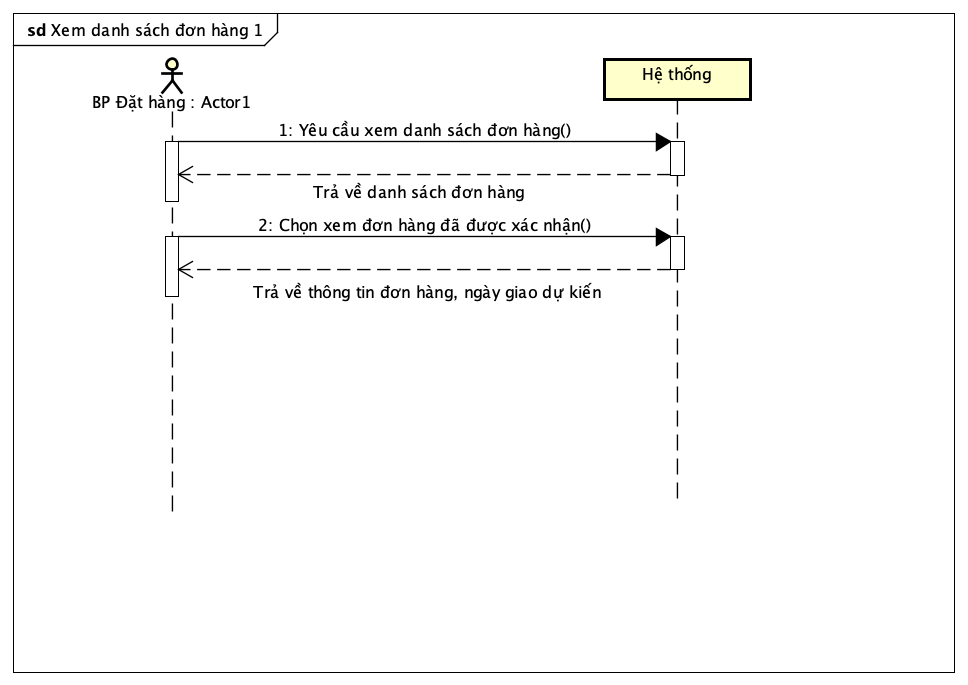 sd Xem danh sách đơn hàng 1
BP Đặt hàng : Actor1
Hệ thống
1: Yêu cầu xem danh sách đơn hàng()
Trả về danh sách đơn hàng
2: Chọn xem đơn hàng đã được xác nhận()
Trả về thông tin đơn hàng, ngày giao dự kiến